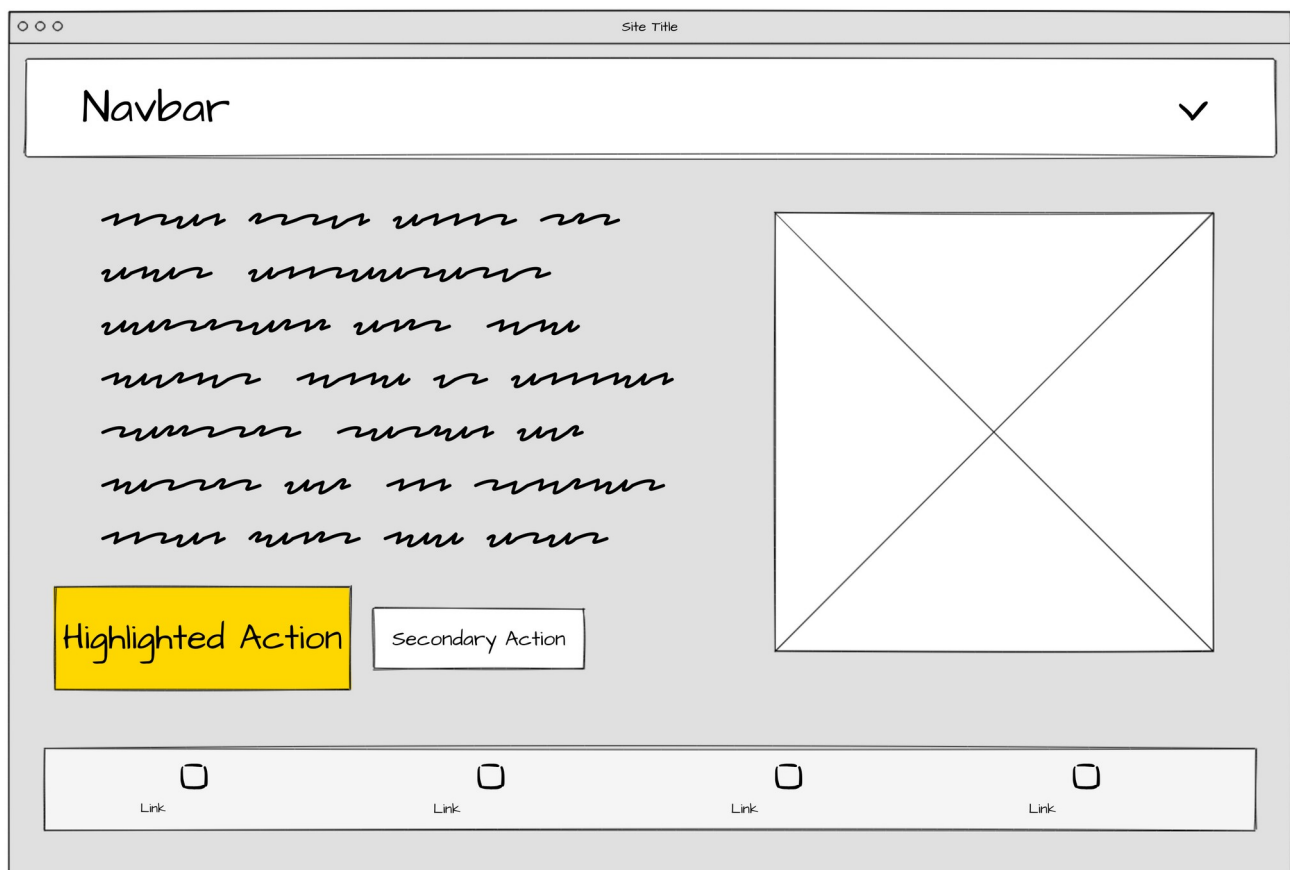 Site Title
Navbar
Highlighted Action
Secondary Action
Link
Link
Link
Link